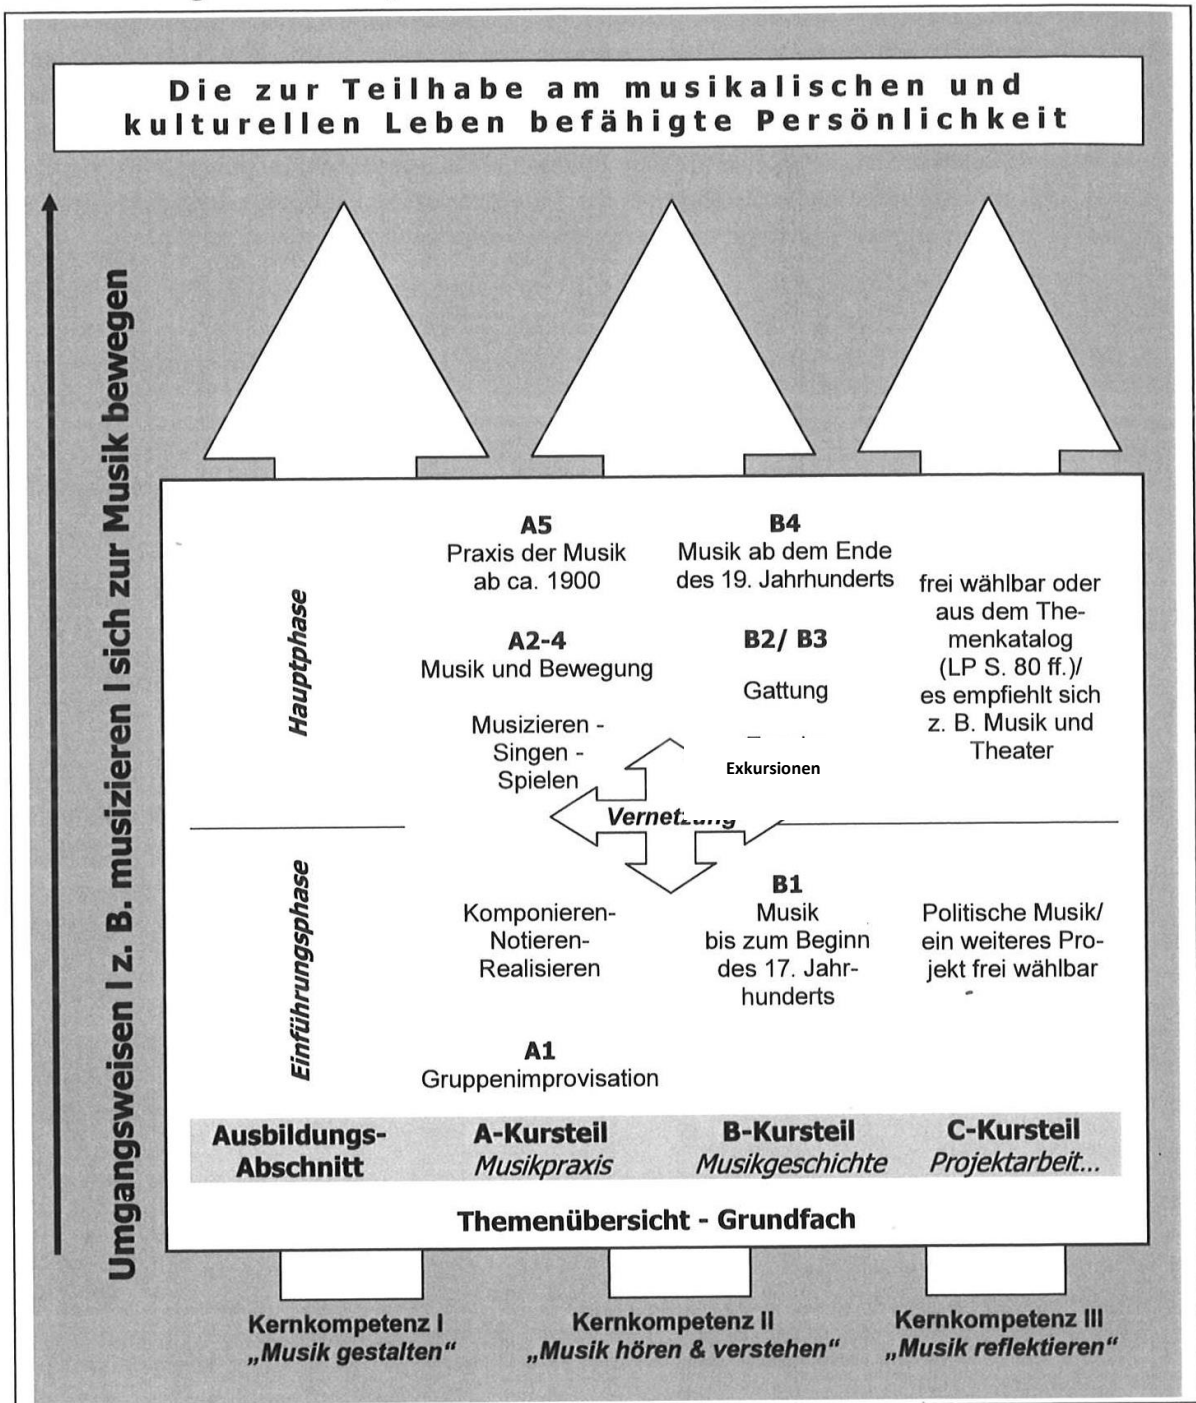 Die zur Teilhabe am musikalischen und
kulturellen Leben befähigte Persönlichkeit
Umgangsweisen I z. B. musizieren I sich zur Musik bewegen
Hauptphase
A5
Praxis der Musik
ab ca. 1900
A2-4
Musik und Bewegung
Musizieren -
Singen -
Spielen
B4
Musik ab dem Ende
des 19. Jahrhunderts
B2/ B3
Gattung
Exkursionen
frei wählbar oder
aus dem The-
menkatalog
(LP S. 80 ff.)/
es empfiehlt sich
z. B. Musik und
Theater
Vernetzung
Einführungsphase
Komponieren-
Notieren-
Realisieren
A1
Gruppenimprovisation
B1
Musik
bis zum Beginn
des 17. Jahr-
hunderts
Politische Musik/
ein weiteres Pro-
jekt frei wählbar
Ausbildungs-
Abschnitt
A-Kursteil
Musikpraxis
B-Kursteil
Musikgeschichte
C-Kursteil
Projektarbeit...
Themenübersicht - Grundfach
Kernkompetenz I
„Musik gestalten“
Kernkompetenz II
„Musik hören & verstehen“
Kernkompetenz III
„Musik reflektieren“